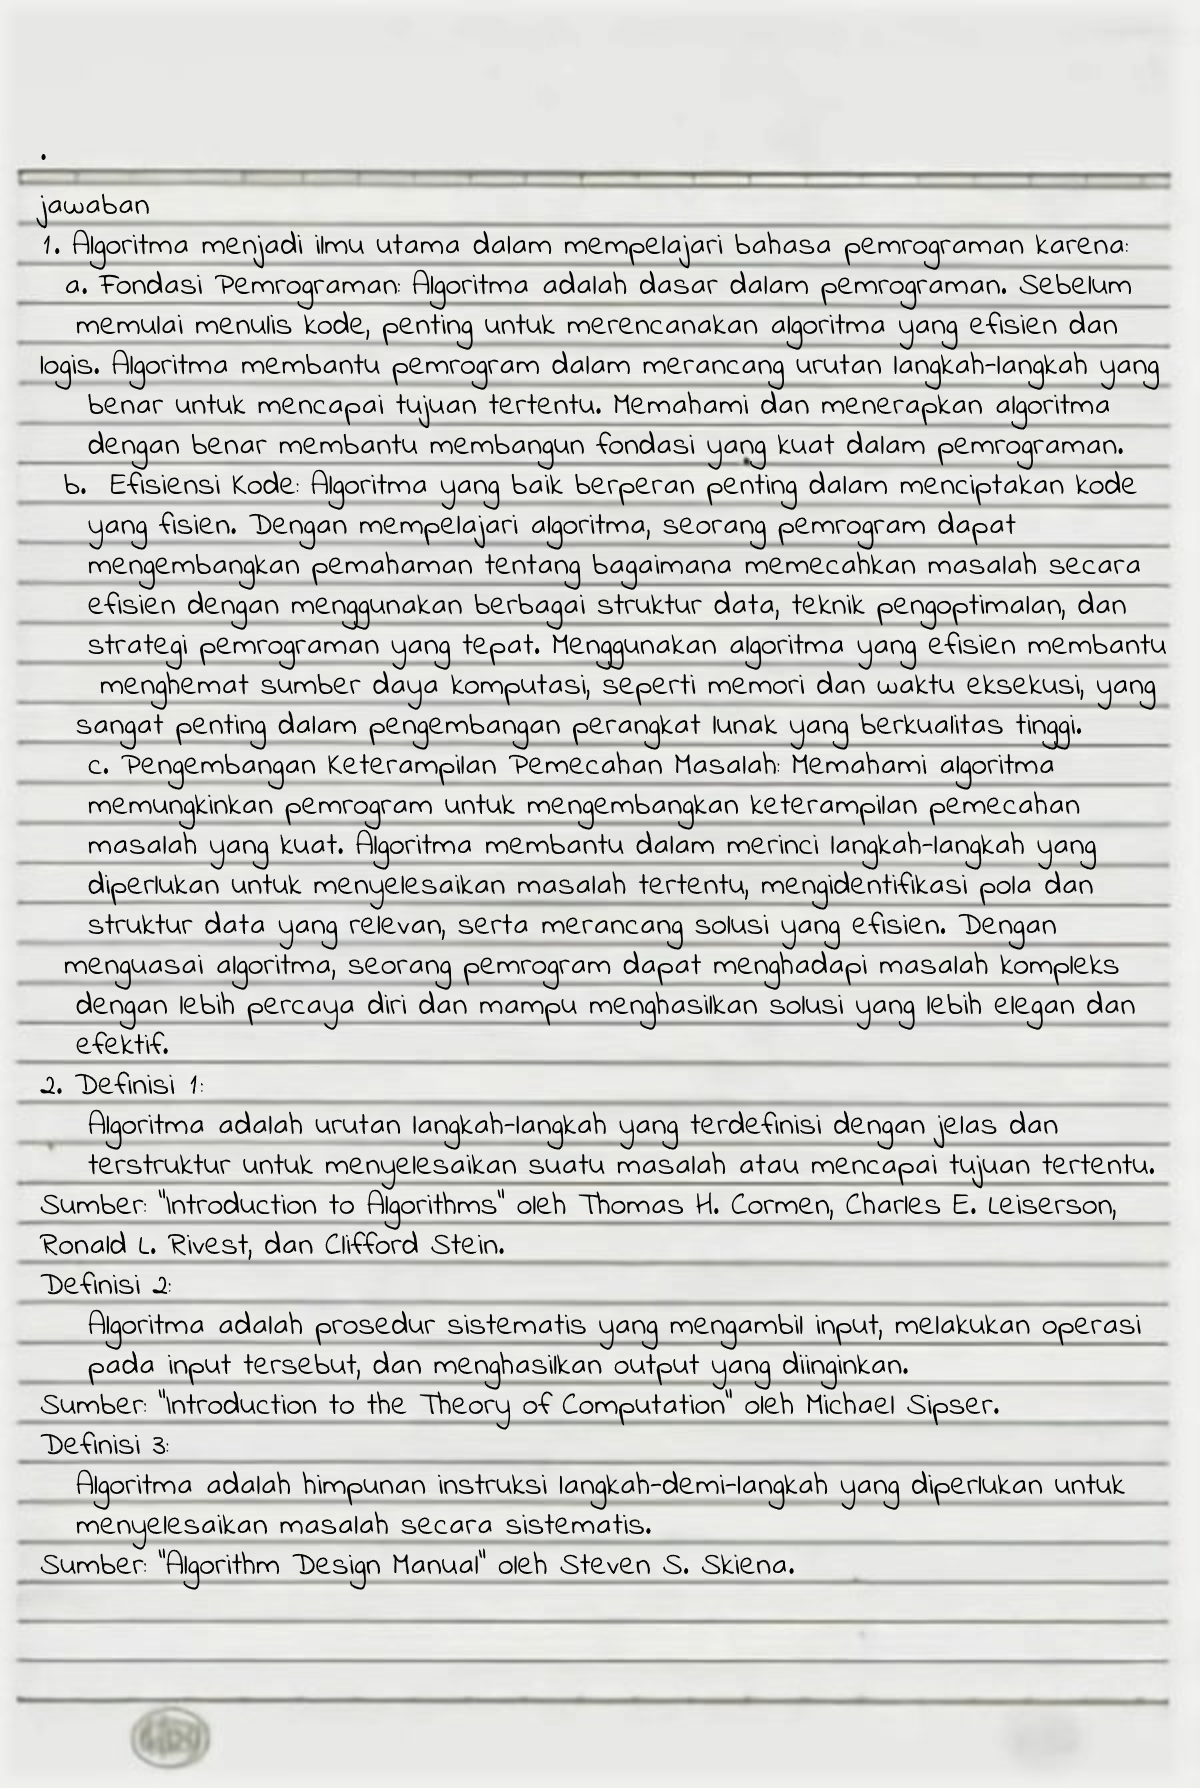 jawaban
1. Algoritma menjadi ilmu utama dalam mempelajari bahasa pemrograman karena:
a. Fondasi Pemrograman: Algoritma adalah dasar dalam pemrograman. Sebelum
memulai menulis kode, penting untuk merencanakan algoritma yang efisien dan
logis. Algoritma membantu pemrogram dalam merancang urutan langkah-langkah yang
benar untuk mencapai tujuan tertentu. Memahami dan menerapkan algoritma
dengan benar membantu membangun fondasi yang kuat dalam pemrograman.
b. Efisiensi Kode: Algoritma yang baik berperan penting dalam menciptakan kode
yang fisien. Dengan mempelajari algoritma, seorang pemrogram dapat
mengembangkan pemahaman tentang bagaimana memecahkan masalah secara
efisien dengan menggunakan berbagai struktur data, teknik pengoptimalan, dan
strategi pemrograman yang tepat. Menggunakan algoritma yang efisien membantu
menghemat sumber daya komputasi, seperti memori dan waktu eksekusi, yang
sangat penting dalam pengembangan perangkat lunak yang berkualitas tinggi.
c. Pengembangan Keterampilan Pemecahan Masalah: Memahami algoritma
memungkinkan pemrogram untuk mengembangkan keterampilan pemecahan
masalah yang kuat. Algoritma membantu dalam merinci langkah-langkah yang
diperlukan untuk menyelesaikan masalah tertentu, mengidentifikasi pola dan
struktur data yang relevan, serta merancang solusi yang efisien. Dengan
menguasai algoritma, seorang pemrogram dapat menghadapi masalah kompleks
dengan lebih percaya diri dan mampu menghasilkan solusi yang lebih elegan dan
efektif.
2. Definisi 1:
Algoritma adalah urutan langkah-langkah yang terdefinisi dengan jelas dan
terstruktur untuk menyelesaikan suatu masalah atau mencapai tujuan tertentu.
Sumber: "Introduction to Algorithms" oleh Thomas H. Cormen, Charles E. Leiserson,
Ronald L. Rivest, dan Clifford Stein.
Definisi 2:
Algoritma adalah prosedur sistematis yang mengambil input, melakukan operasi
pada input tersebut, dan menghasilkan output yang diinginkan.
Sumber: "Introduction to the Theory of Computation" oleh Michael Sipser.
Definisi 3:
Algoritma adalah himpunan instruksi langkah-demi-langkah yang diperlukan untuk
menyelesaikan masalah secara sistematis.
Sumber: "Algorithm Design Manual" oleh Steven S. Skiena.